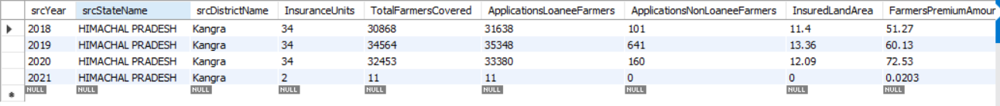 srcYear srcStateName srcDistrictName InsuranceUnits TotalFarmersCovered ApplicationsLoaneeFarmers ApplicationsNonLoaneeFarmers InsuredLandArea FarmersPremiumAmour
2018 HIMACHAL PRADESH Kangra 34 30868 31638 101 11.4 51.27
2019 HIMACHAL PRADESH Kangra 34 34564 35348 641 13.36 60.13
2020 HIMACHAL PRADESH Kangra 34 32453 33380 160 12.09 72.53
2021 HIMACHAL PRADESH Kangra 2 11 11 0 0 0.0203
NULL NULL NULL NULL NULL NULL NULL NULL NULL